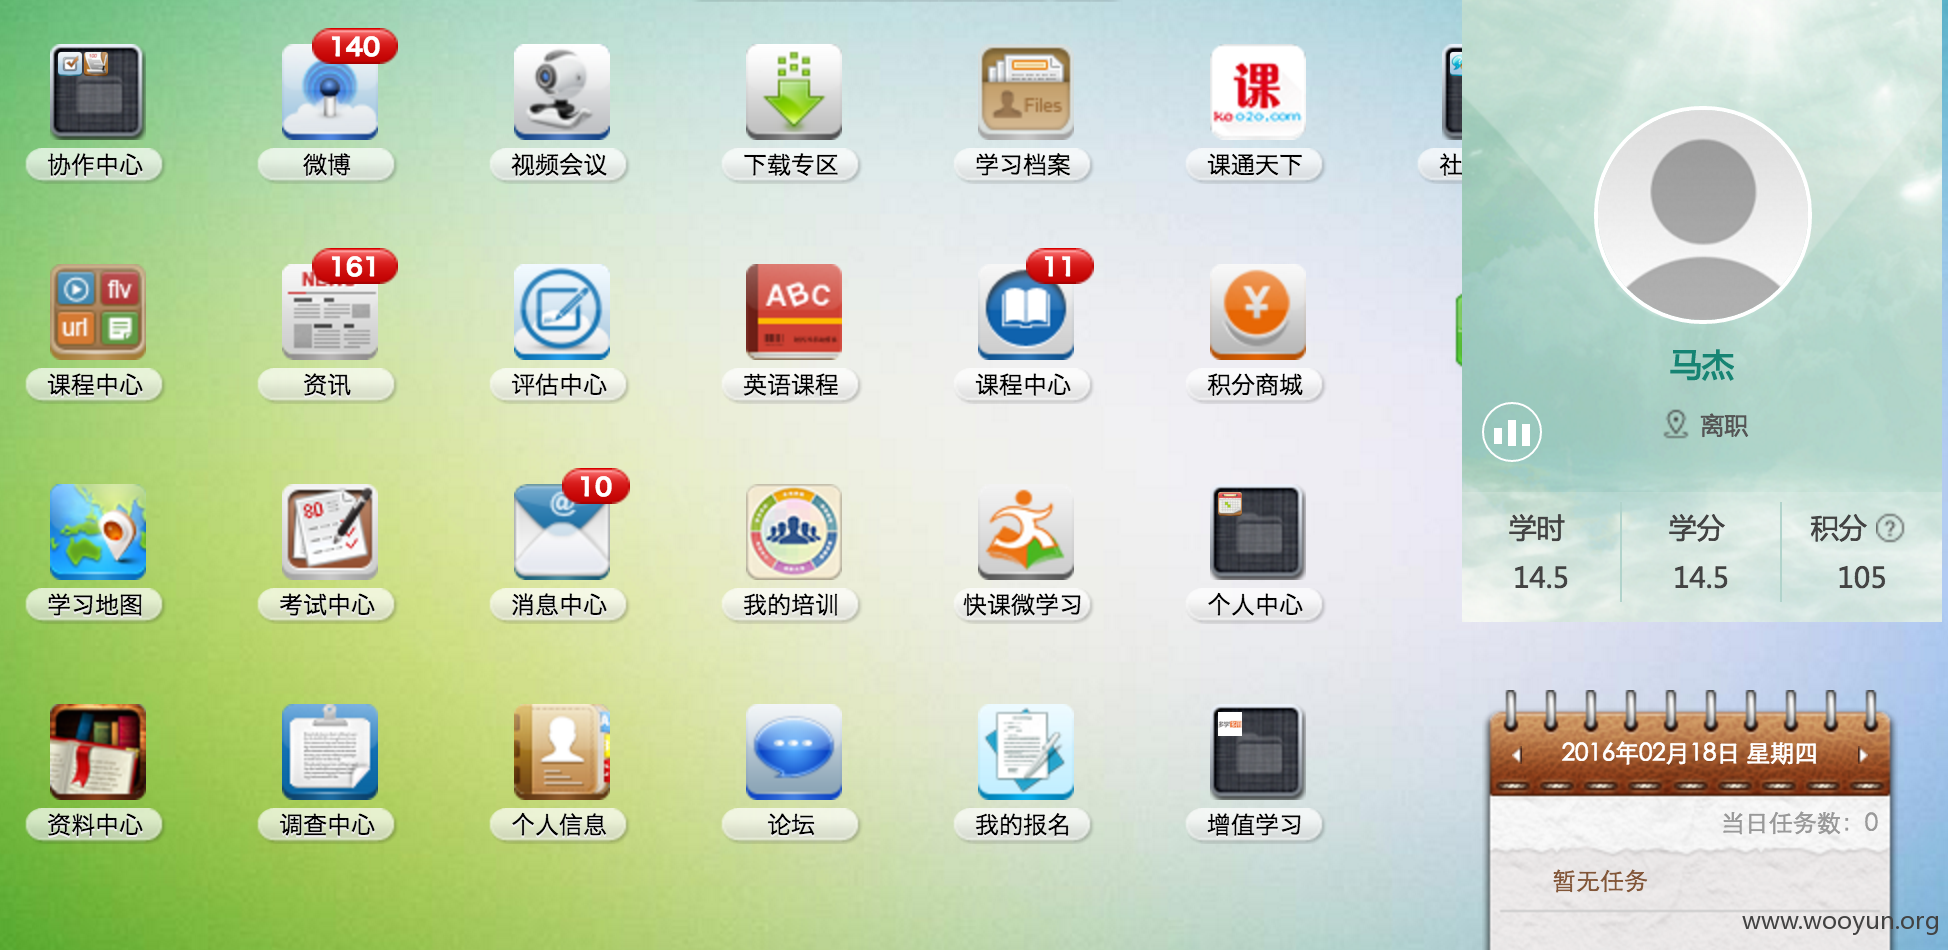 140
协作中心
微博
视频会议
下载专区
Files
学习档案
课
koo2o.com
课通天下
社
flv
url
课程中心
161
资讯
评估中心
ABC
英语课程
11
课程中心
¥
积分商城
马杰
离职
学习地图
80
考试中心
@
10
消息中心
我的培训
快课微学习
个人中心
学时
学分
积分 ?
14.5
14.5
105
资料中心
调查中心
个人信息
论坛
我的报名
增值学习
2016年02月18日 星期四
当日任务数：0
暂无任务
www.wooyun.org